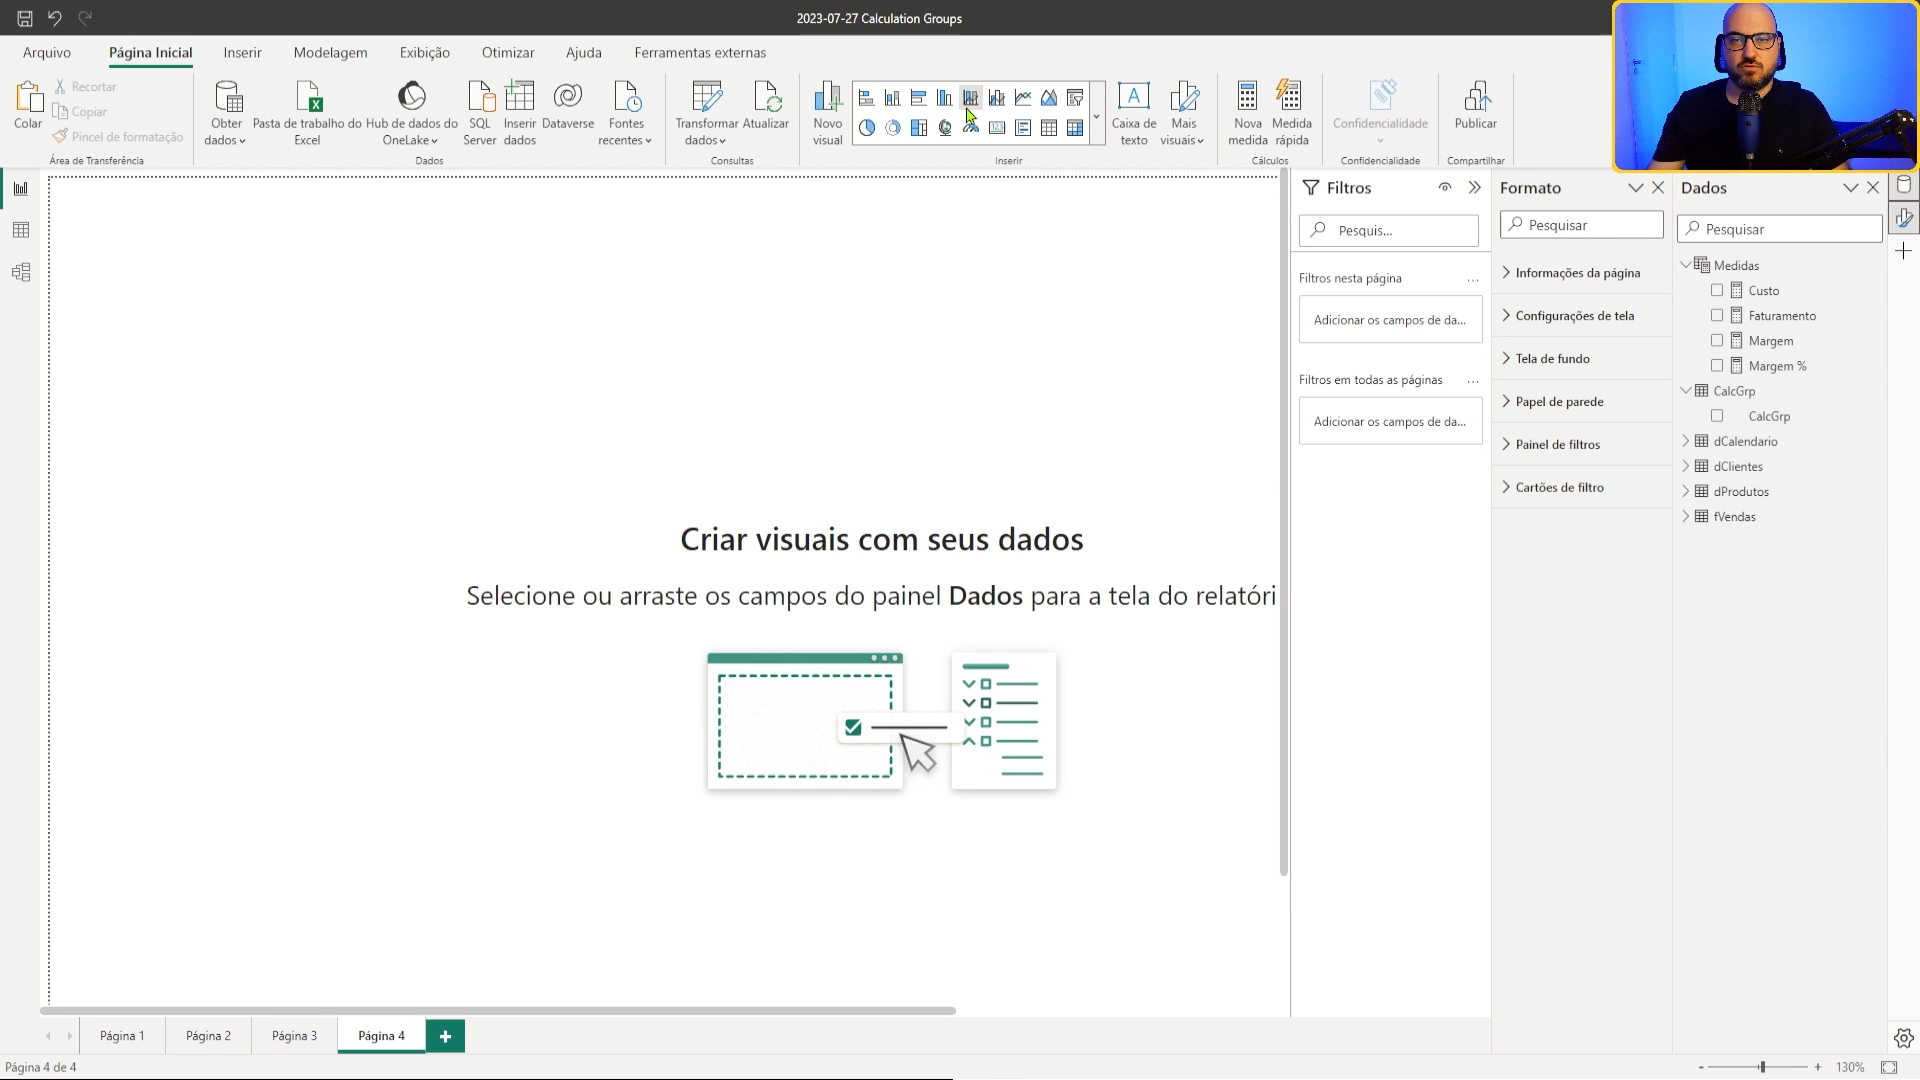 2023-07-27 Calculation Groups
Arquivo
Página Inicial
Inserir
Modelagem
Exibição
Otimizar
Ajuda
Ferramentas externas
Colar
Recortar
Copiar
Pincel de formatação
Área de Transferência
Obter dados
Pasta de trabalho do Excel
Hub de dados do OneLake
SQL Server
Inserir dados
Dataverse
Fontes recentes
Dados
Transformar dados
Atualizar
Consultas
Novo visual
Caixa de texto
Mais visuais
Inserir
Nova medida
Medida rápida
Cálculos
Confidencialidade
Confidencialidade
Publicar
Compartilhar
Criar visuais com seus dados
Selecione ou arraste os campos do painel Dados para a tela do relatóri
Filtros
Pesquis...
Filtros nesta página
...
Adicionar os campos de da...
Filtros em todas as páginas
...
Adicionar os campos de da...
Formato
Pesquisar
Informações da página
Configurações de tela
Tela de fundo
Papel de parede
Painel de filtros
Cartões de filtro
Dados
Pesquisar
Medidas
Custo
Faturamento
Margem
Margem %
CalcGrp
CalcGrp
dCalendario
dClientes
dProdutos
fVendas
Página 1
Página 2
Página 3
Página 4
Página 4 de 4
- + 130%